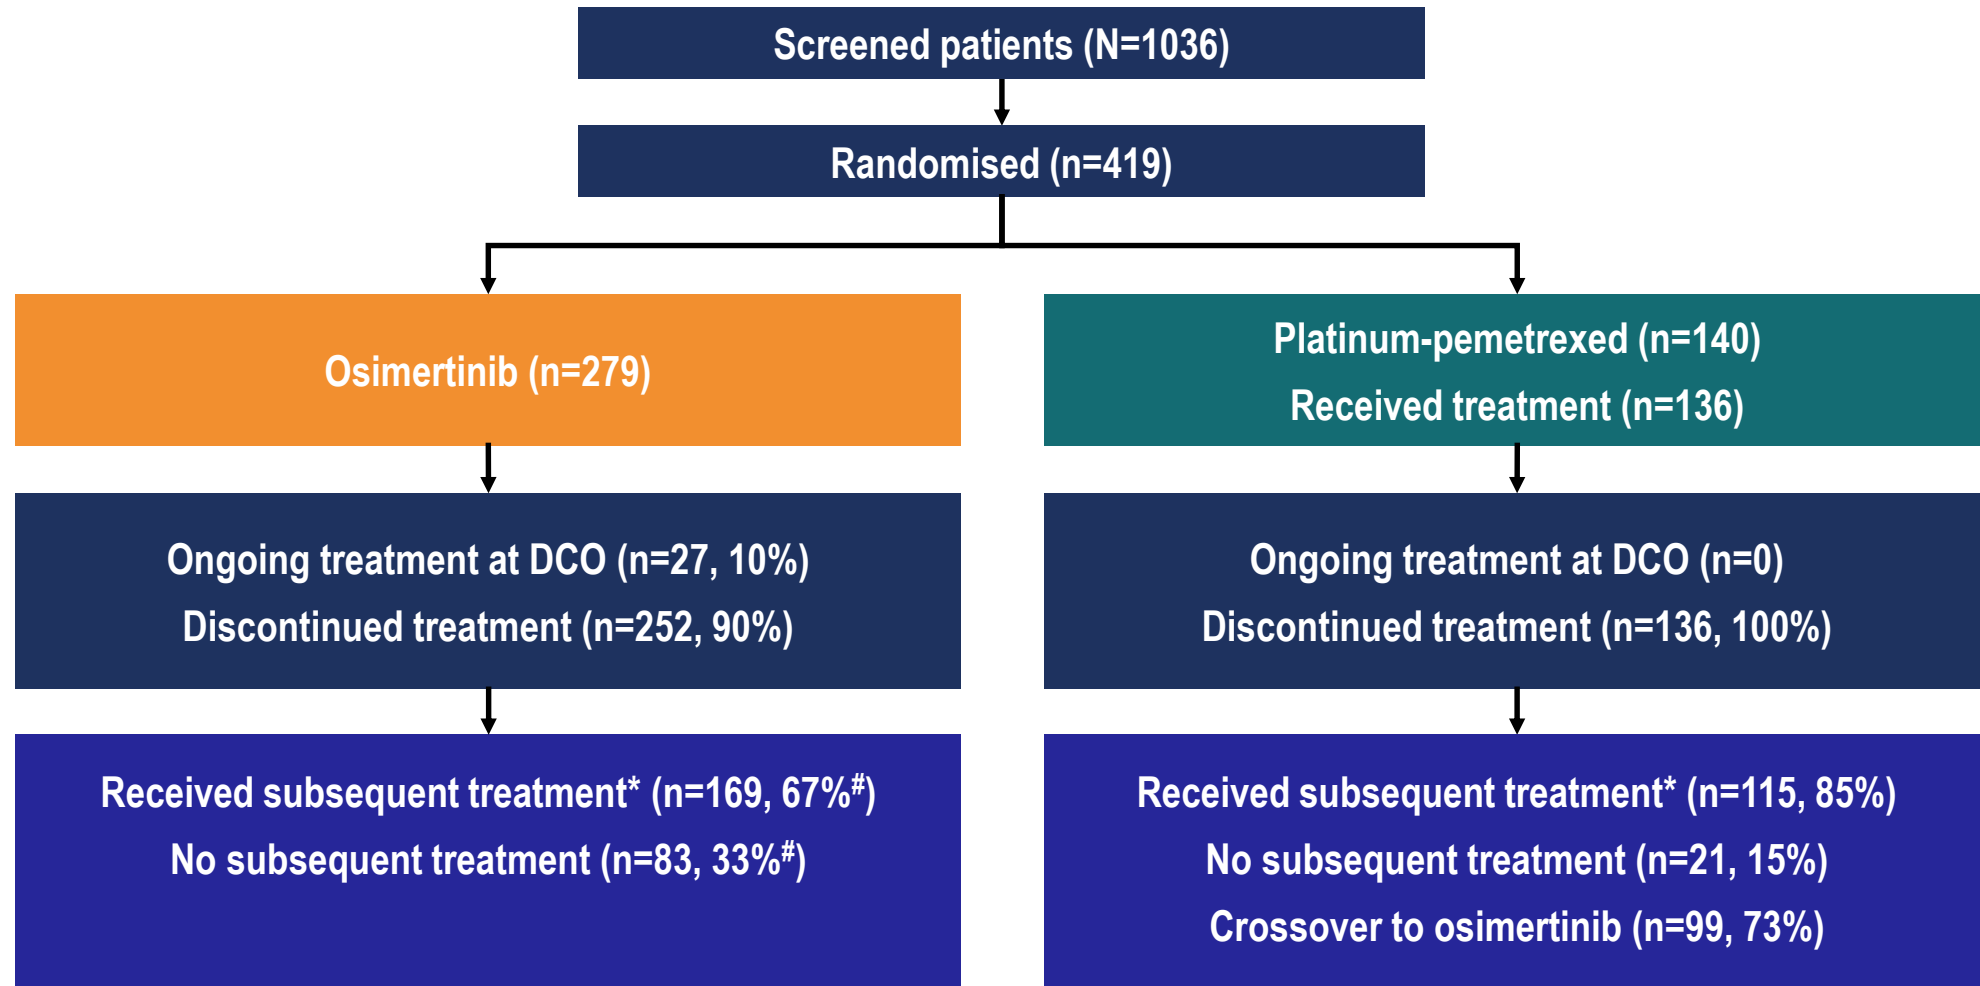 Screened patients (N=1036)
Randomised (n=419)
Osimertinib (n=279)
Platinum-pemetrexed (n=140)
Received treatment (n=136)
Ongoing treatment at DCO (n=27, 10%)
Discontinued treatment (n=252, 90%)
Ongoing treatment at DCO (n=0)
Discontinued treatment (n=136, 100%)
Received subsequent treatment* (n=169, 67%#)
No subsequent treatment (n=83, 33%#)
Received subsequent treatment* (n=115, 85%)
No subsequent treatment (n=21, 15%)
Crossover to osimertinib (n=99, 73%)